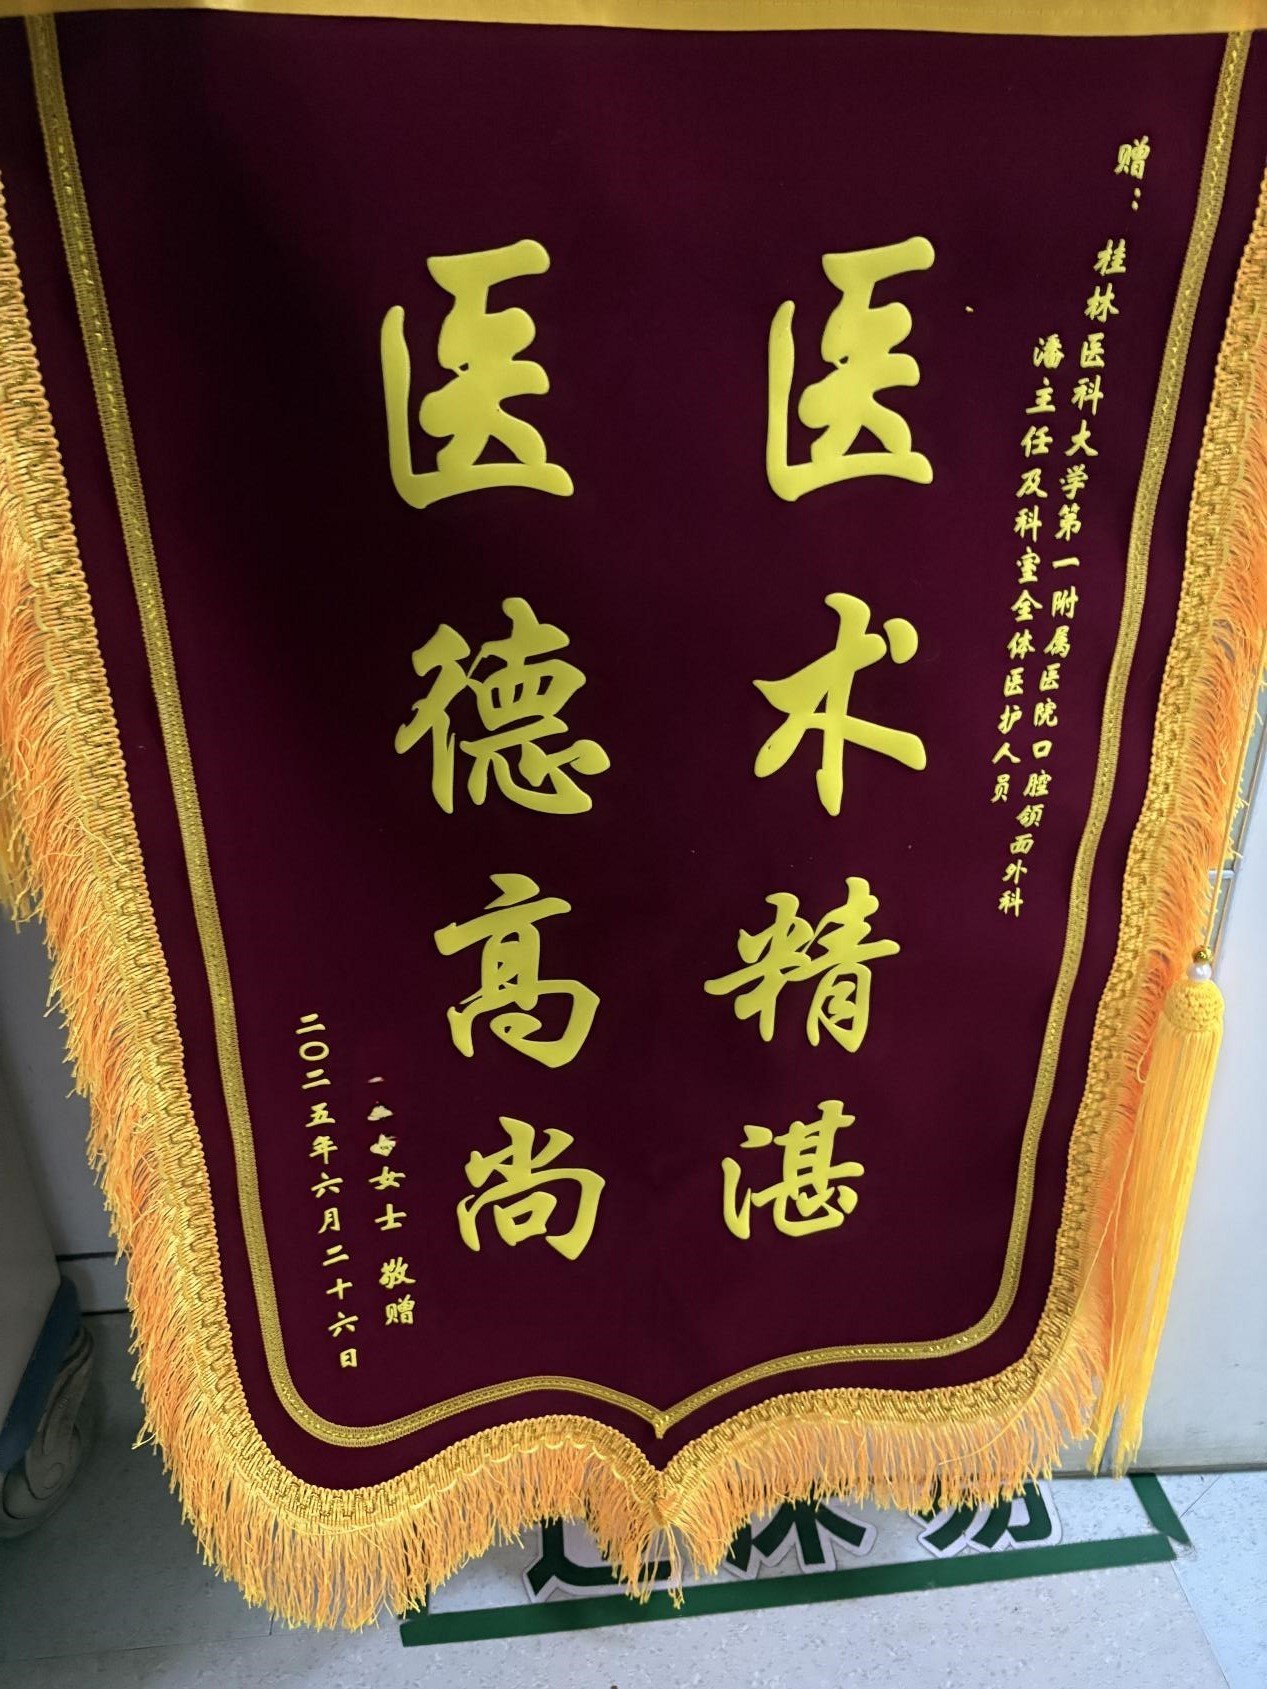 赠：桂林医科大学第一附属医院口腔颌面外科
潘主任及科室全体医护人员
医术精湛
医德高尚
女士 敬赠
二〇二五年六月二十六日